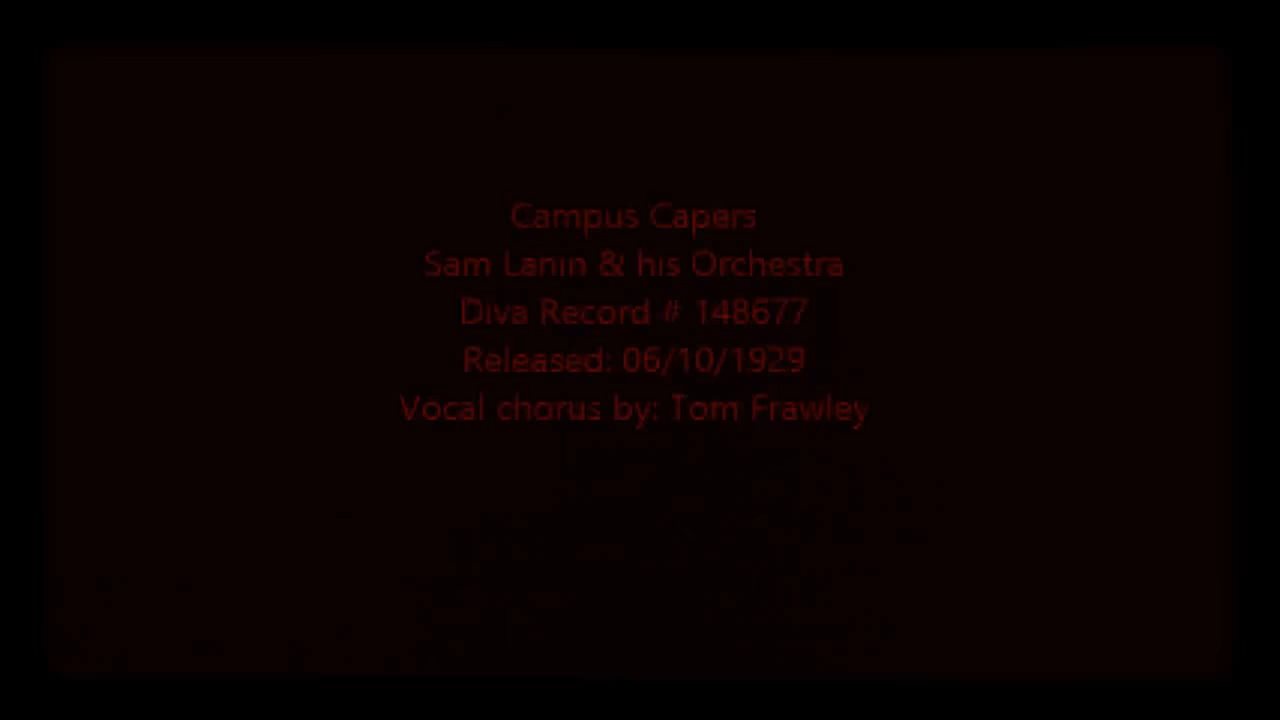 Campus Capers
Sam Lanin & his Orchestra
Diva Record # 148677
Released: 06/10/1929
Vocal chorus by: Tom Frawley